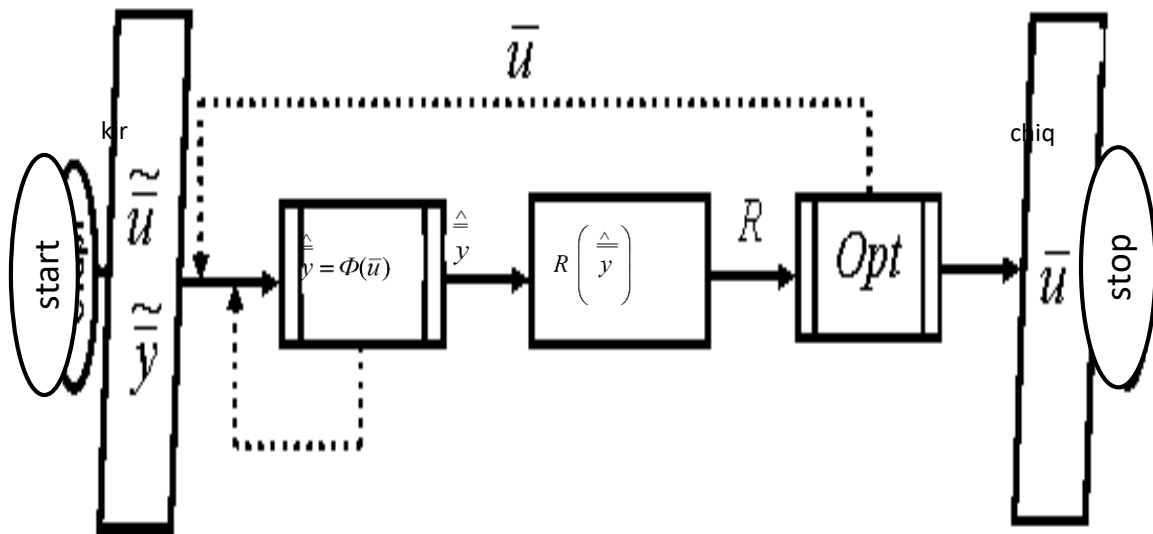 start
kir
ũ̿
ỹ̿
u̅
ŷ̿ = Φ(u̅)
ŷ̿
R(ŷ̿)
R
Opt
chiq
u̅
stop